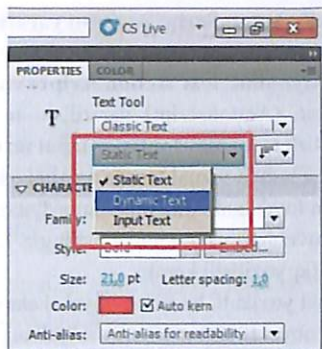 CS Live
PROPERTIES COLOR
Text Tool
T
Classic Text
Static Text
Static Text
Dynamic Text
Input Text
CHARACTE
Family:
Style: Bold Embed...
Size: 21,0 pt Letter spacing: 1,0
Color: Auto kern
Anti-alias: Anti-alias for readability